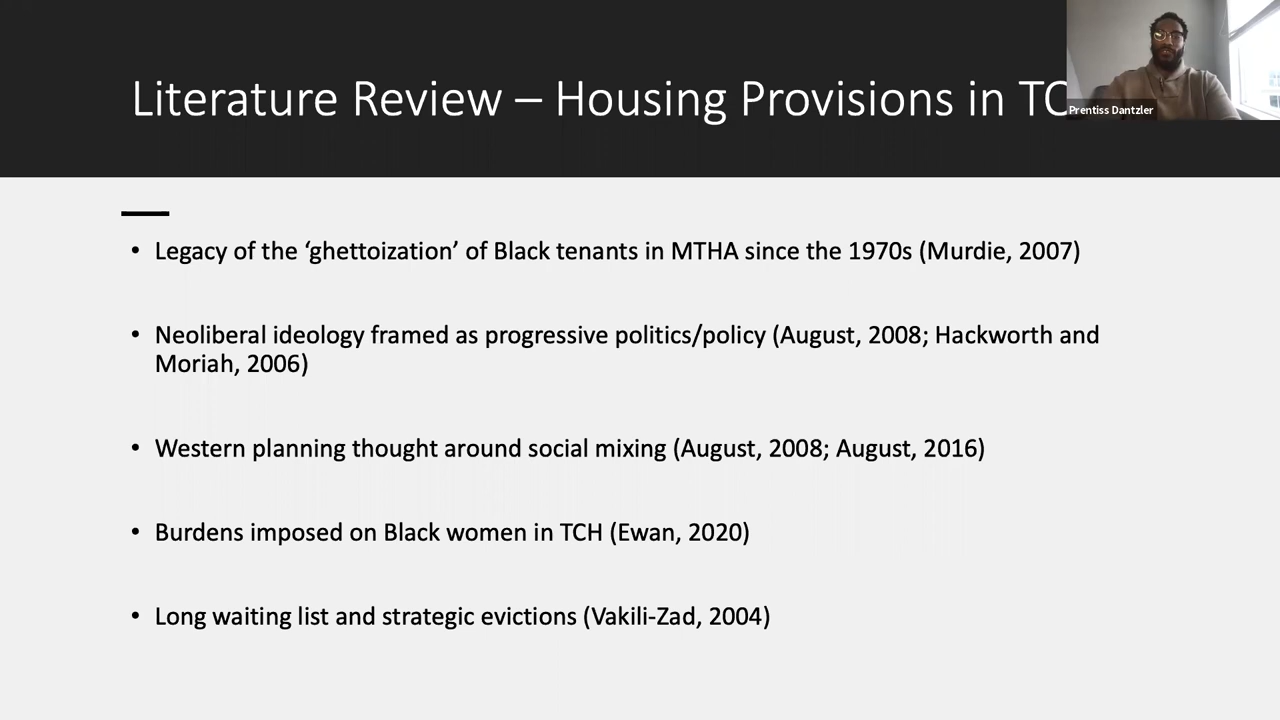 Literature Review – Housing Provisions in TC
Prentiss Dantzler
• Legacy of the ‘ghettoization’ of Black tenants in MTHA since the 1970s (Murdie, 2007)
• Neoliberal ideology framed as progressive politics/policy (August, 2008; Hackworth and
Moriah, 2006)
• Western planning thought around social mixing (August, 2008; August, 2016)
• Burdens imposed on Black women in TCH (Ewan, 2020)
• Long waiting list and strategic evictions (Vakili-Zad, 2004)